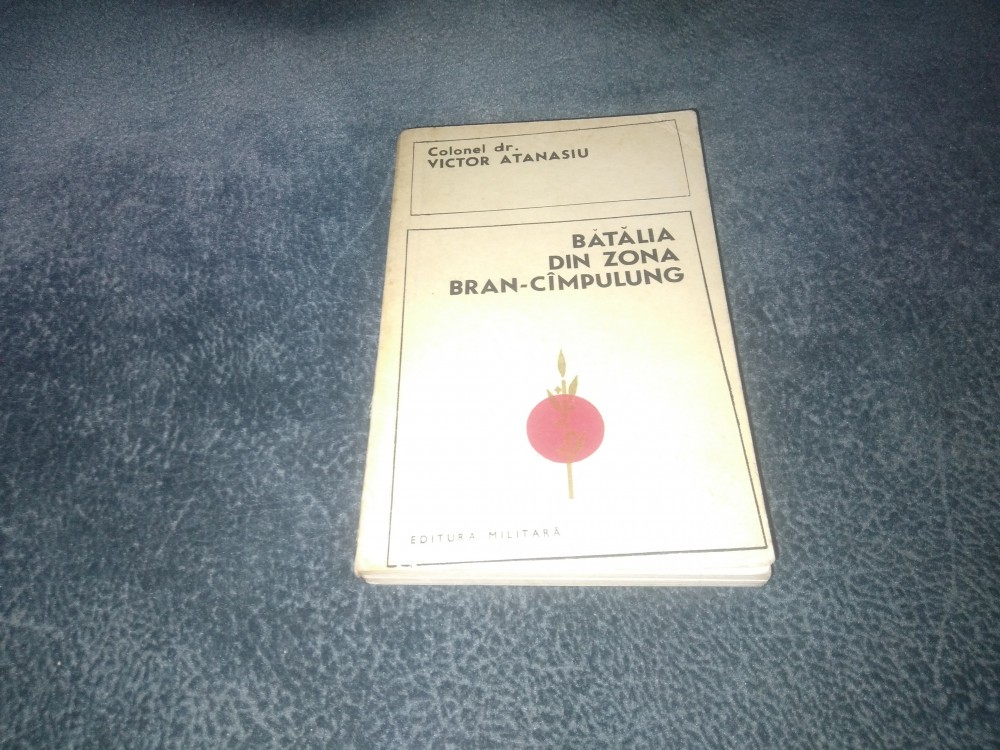 Colonel dr.
VICTOR ATANASIU
BĂTĂLIA
DIN ZONA
BRAN-CÎMPULUNG
EDITURA MILITARĂ